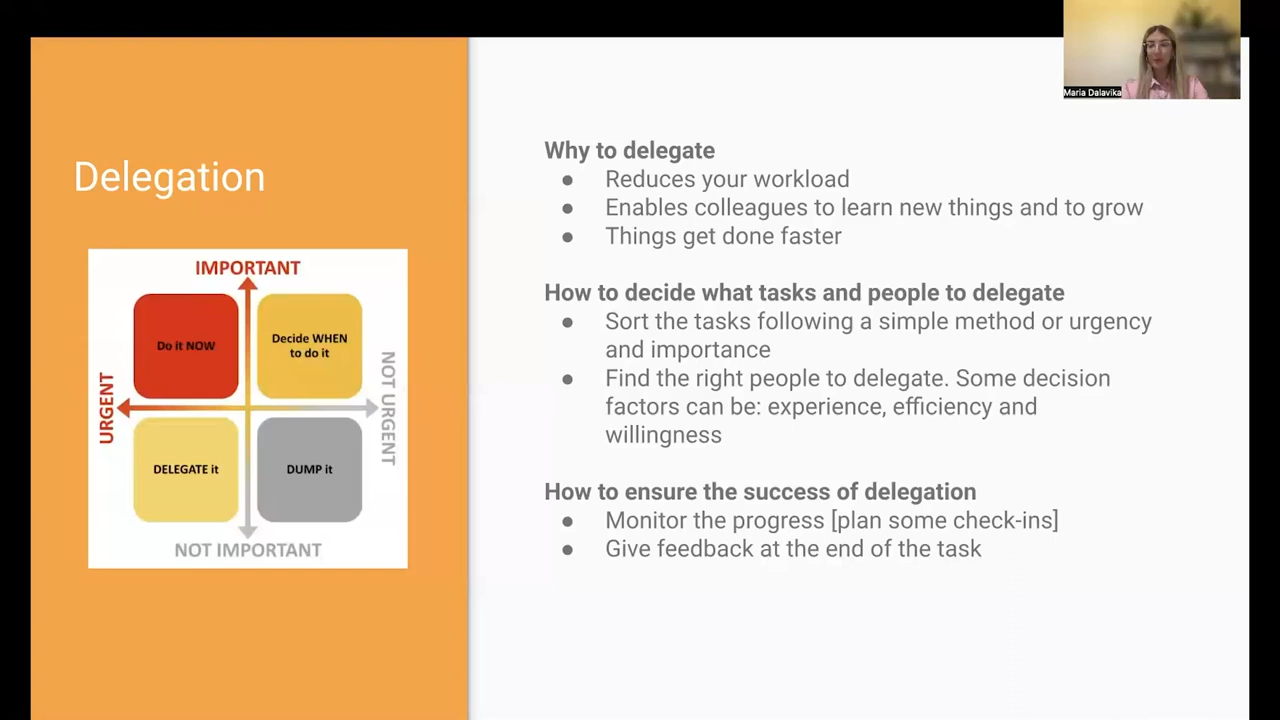 Maria Dalavika
Delegation
IMPORTANT
Do it NOW
Decide WHEN
to do it
URGENT
NOT URGENT
DELEGATE it
DUMP it
NOT IMPORTANT
Why to delegate
● Reduces your workload
● Enables colleagues to learn new things and to grow
● Things get done faster
How to decide what tasks and people to delegate
● Sort the tasks following a simple method or urgency
and importance
● Find the right people to delegate. Some decision
factors can be: experience, efficiency and
willingness
How to ensure the success of delegation
● Monitor the progress [plan some check-ins]
● Give feedback at the end of the task